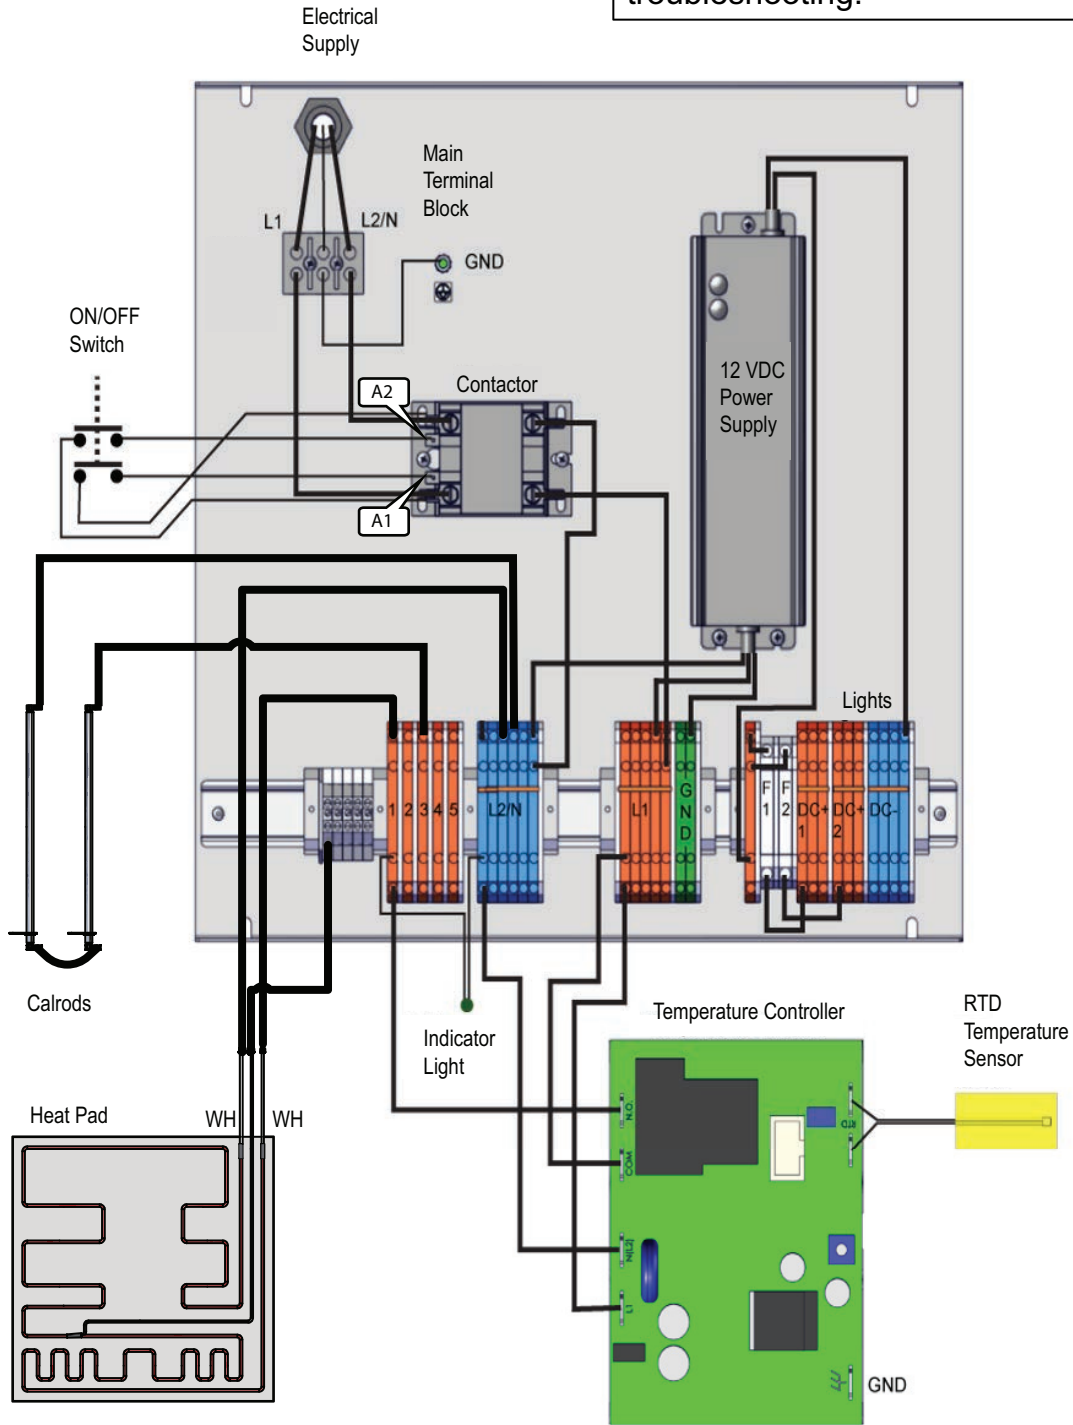 troubleshooting.
Electrical
Supply
Main
Terminal
Block
L1
L2/N
GND
ON/OFF
Switch
A2
Contactor
A1
12 VDC
Power
Supply
Lights
1
2
3
4
5
L2/N
L1
GND
F
1
F
2
DC+
1
DC+
2
DC-
Calrods
Indicator
Light
Temperature Controller
RTD
Temperature
Sensor
Heat Pad
WH
WH
N.O.
COM
N(L2)
L1
GND